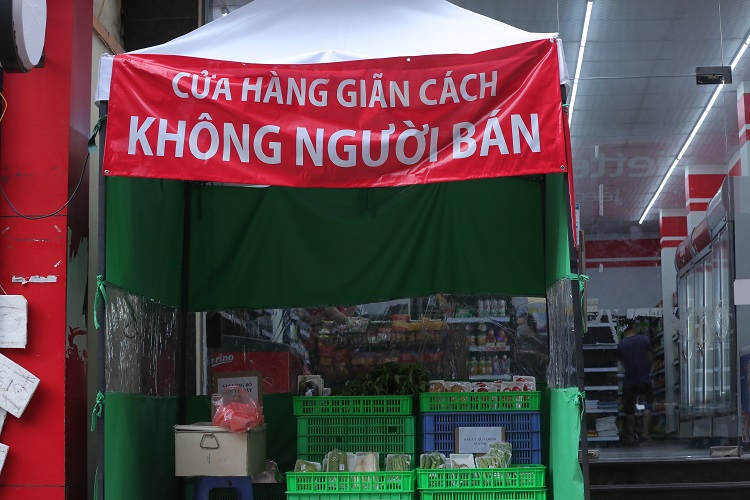 CỬA HÀNG GIÃN CÁCH
KHÔNG NGƯỜI BÁN